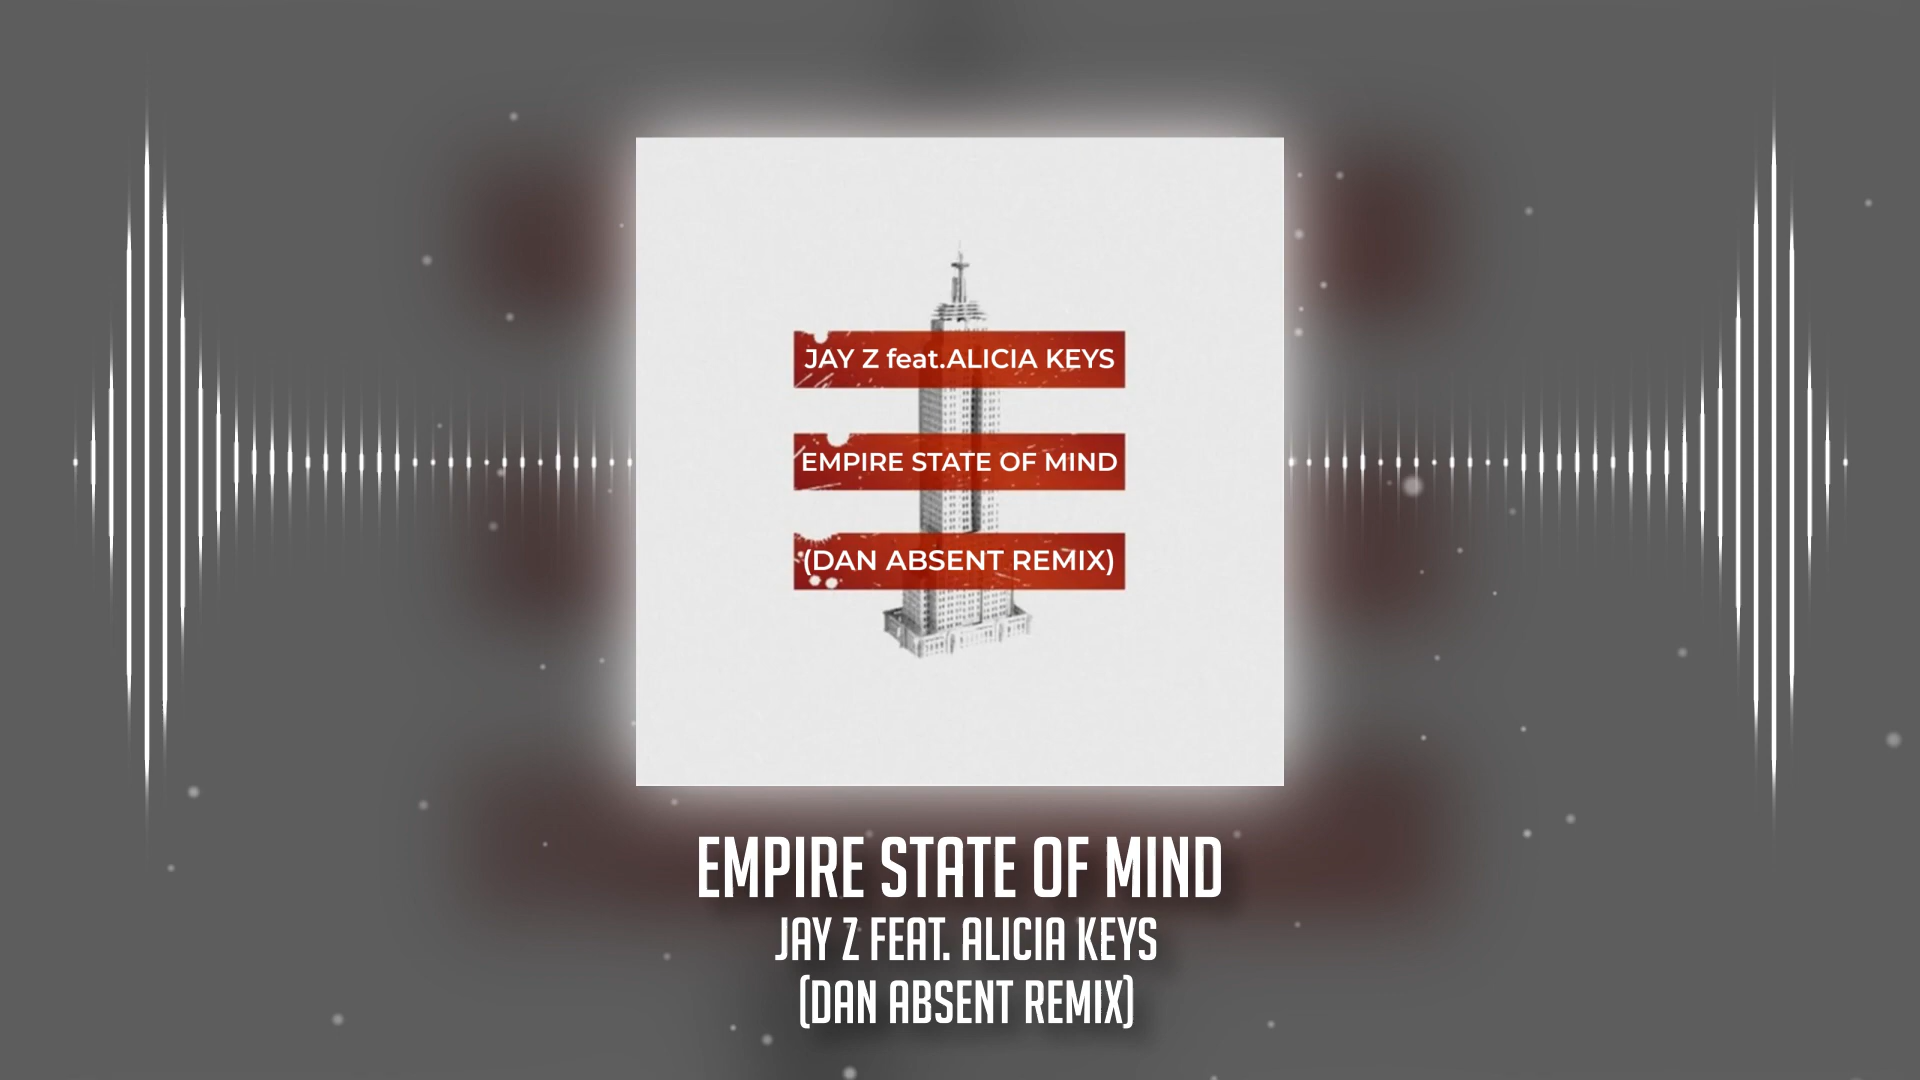 JAY Z feat.ALICIA KEYS
EMPIRE STATE OF MIND
(DAN ABSENT REMIX)
EMPIRE STATE OF MIND
JAY Z FEAT. ALICIA KEYS
(DAN ABSENT REMIX)